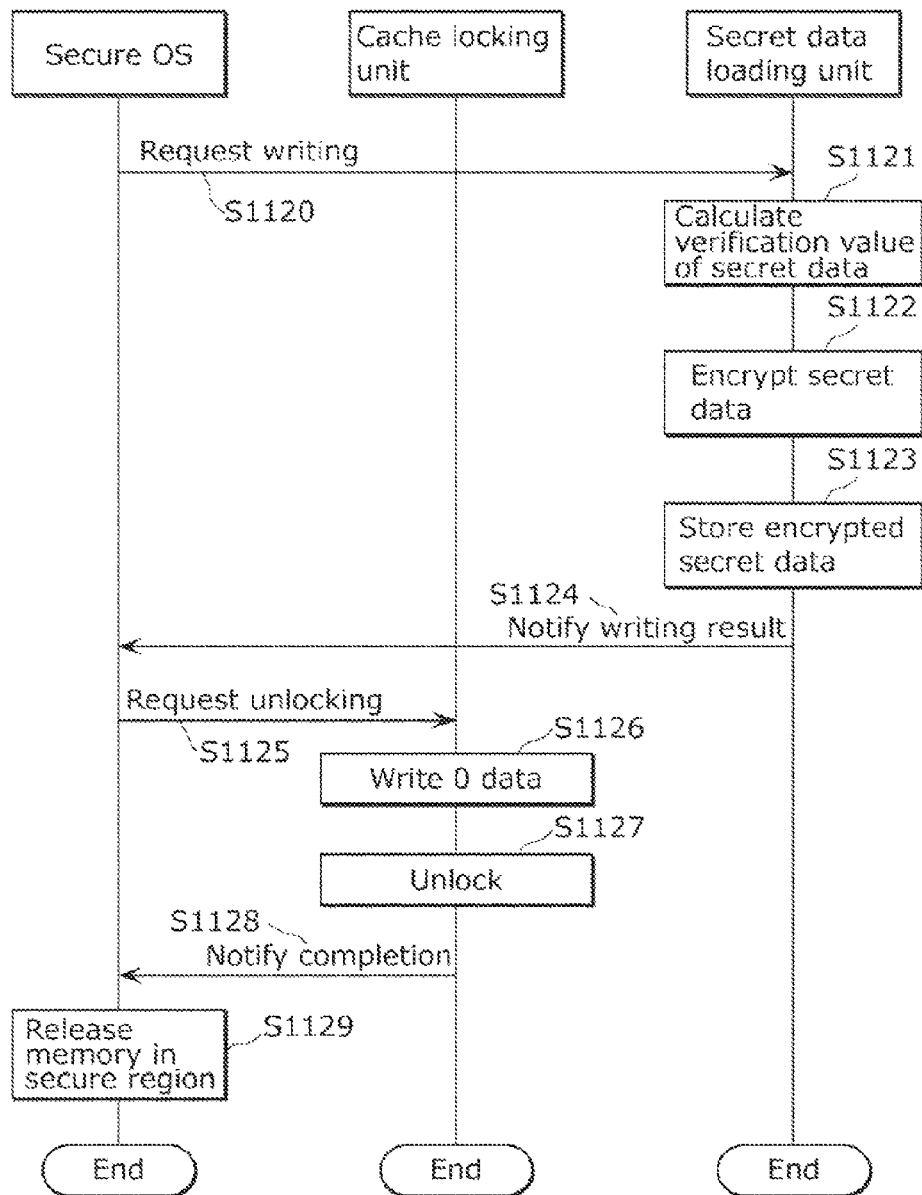 Secure OS
Cache locking
unit
Secret data
loading unit
Request writing
S1120
S1121
Calculate
verification value
of secret data
S1122
Encrypt secret
data
S1123
Store encrypted
secret data
S1124
Notify writing result
Request unlocking
S1125
S1126
Write 0 data
S1127
Unlock
S1128
Notify completion
Release
memory in
secure region
S1129
End
End
End